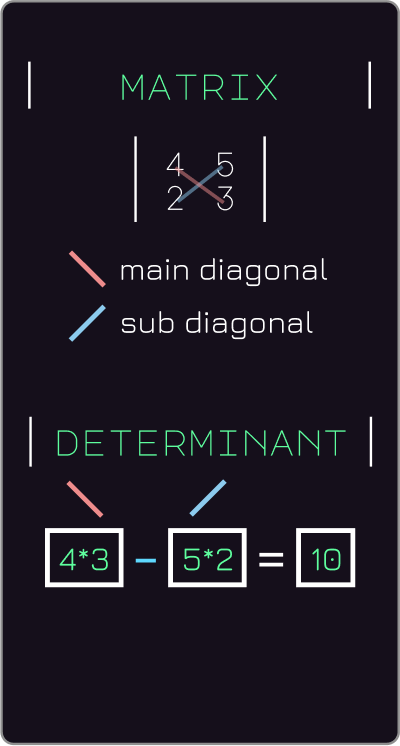 MATRIX
4 5
2 3
main diagonal
sub diagonal
DETERMINANT
4*3 - 5*2 = 10